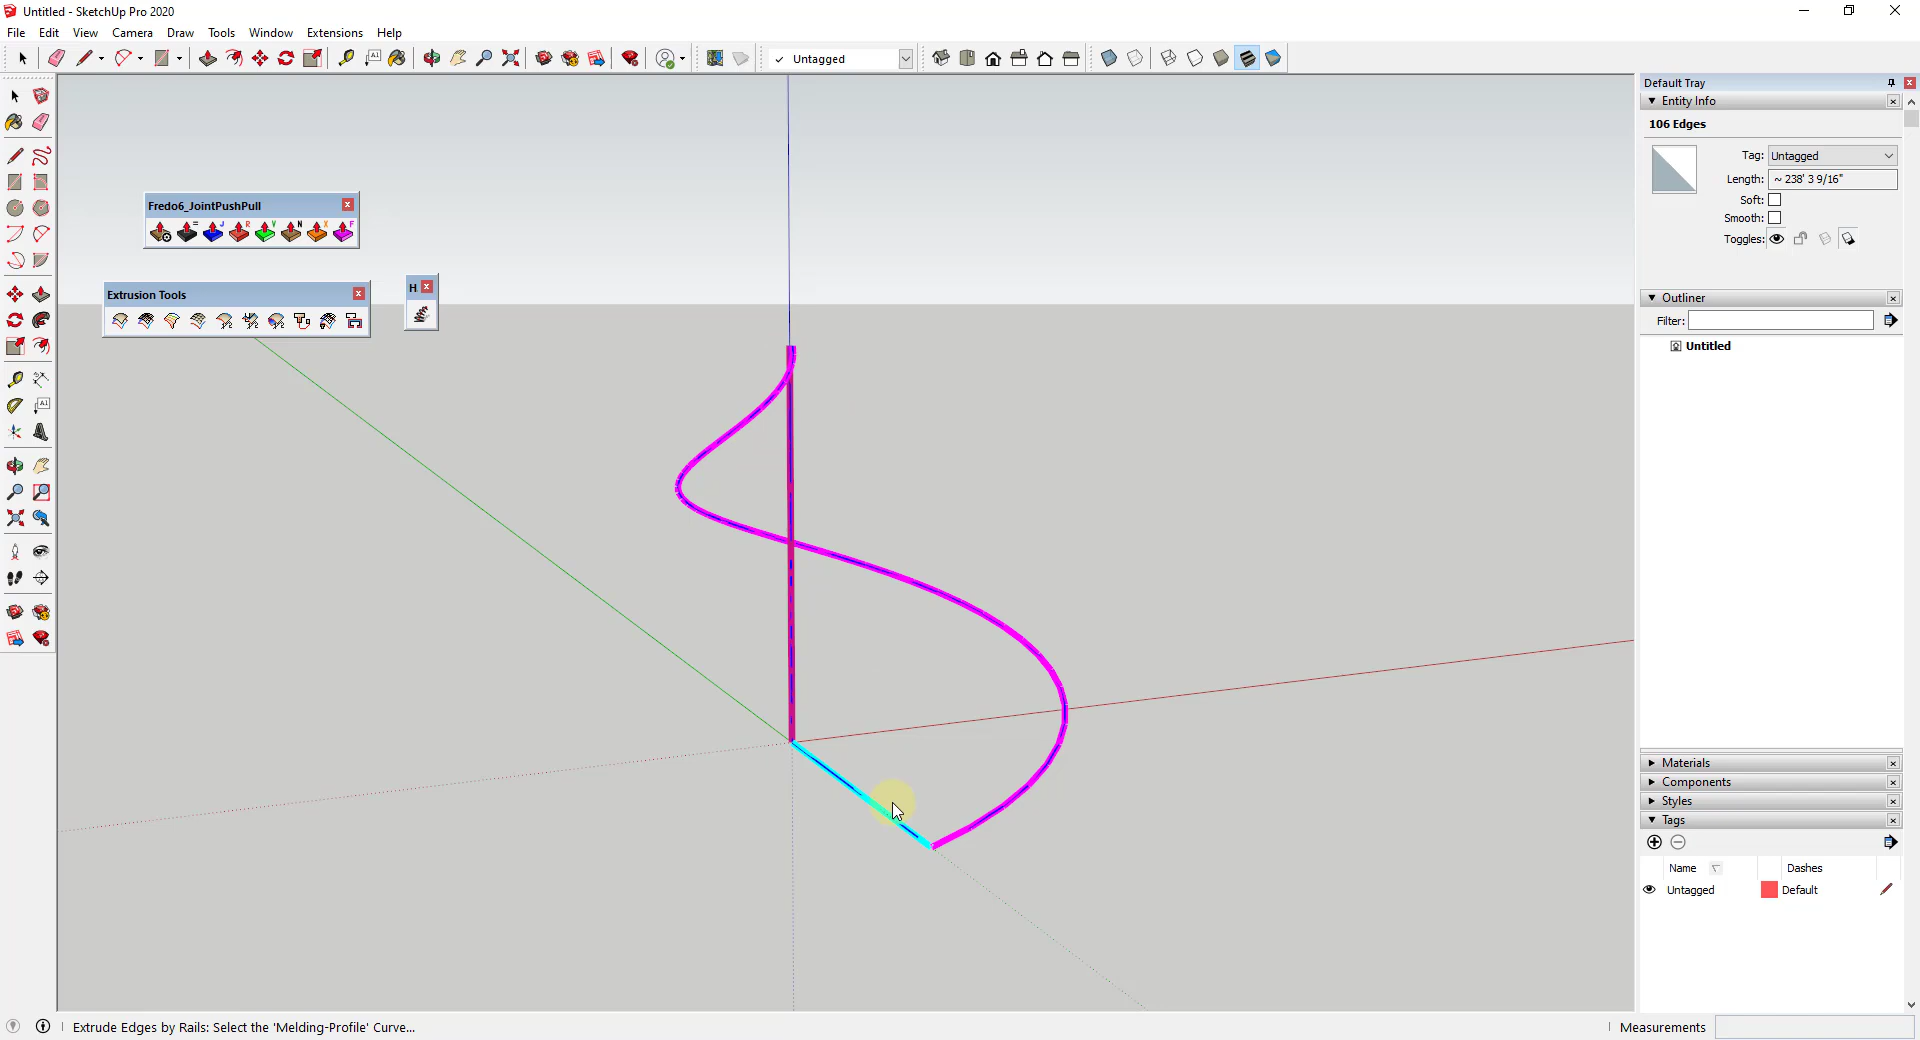 Untitled - SketchUp Pro 2020
File Edit View Camera Draw Tools Window Extensions Help
✓ Untagged
Default Tray
Entity Info
106 Edges
Tag: Untagged
Length: ~ 238' 3 9/16"
Soft:
Smooth:
Toggles:
Fredo6_JointPushPull
Extrusion Tools
H
Outliner
Filter:
Untitled
Materials
Components
Styles
Tags
Name Dashes
Untagged Default
Extrude Edges by Rails: Select the 'Melding-Profile' Curve...
Measurements